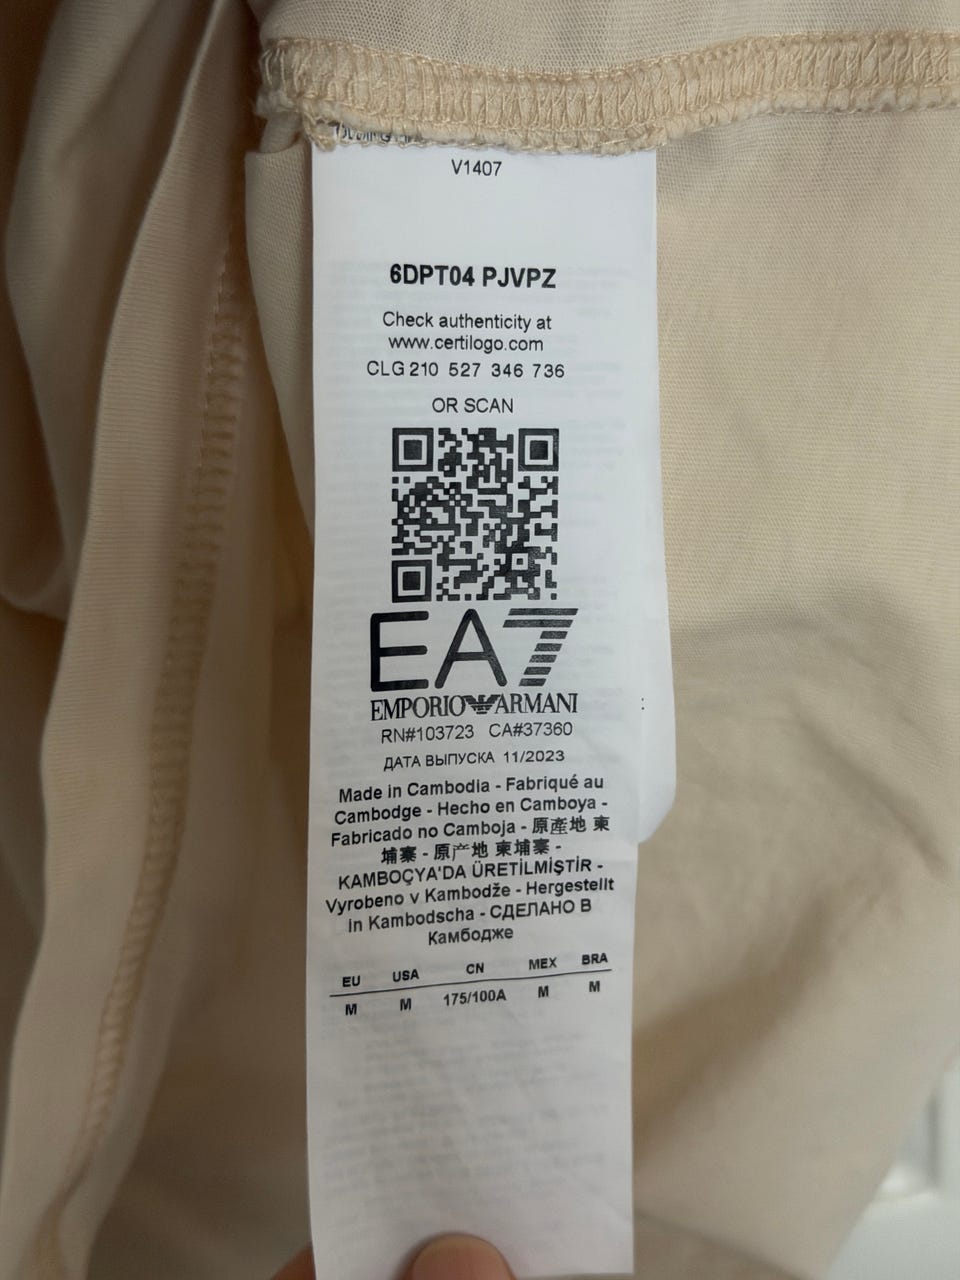 V1407
6DPT04 PJVPZ
Check authenticity at
www.certilogo.com
CLG 210 527 346 736
OR SCAN
EA7
EMPORIO ARMANI
RN#103723 CA#37360
ДАТА ВЫПУСКА 11/2023
Made in Cambodia - Fabriqué au
Cambodge - Hecho en Camboya -
Fabricado no Camboja - 原產地 柬
埔寨 - 原产地 柬埔寨 -
KAMBOÇYA'DA ÜRETİLMİŞTİR -
Vyrobeno v Kambodže - Hergestellt
in Kambodscha - СДЕЛАНО В
Камбодже
EU USA CN MEX BRA
M M 175/100A M M